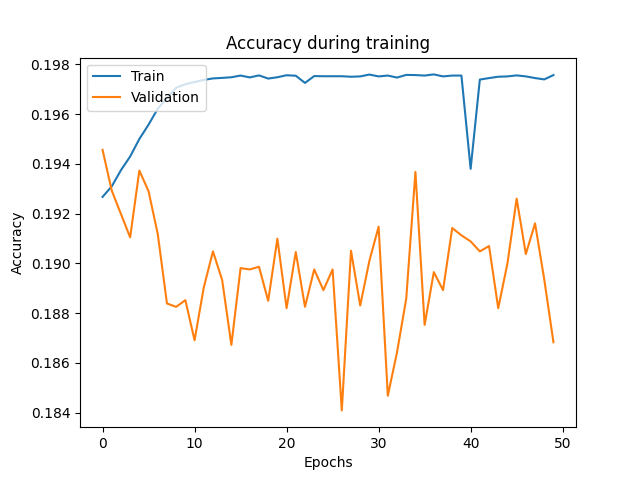 Accuracy during training
0.198
0.196
0.194
0.192
0.190
0.188
0.186
0.184
Accuracy
Train
Validation
0 10 20 30 40 50
Epochs